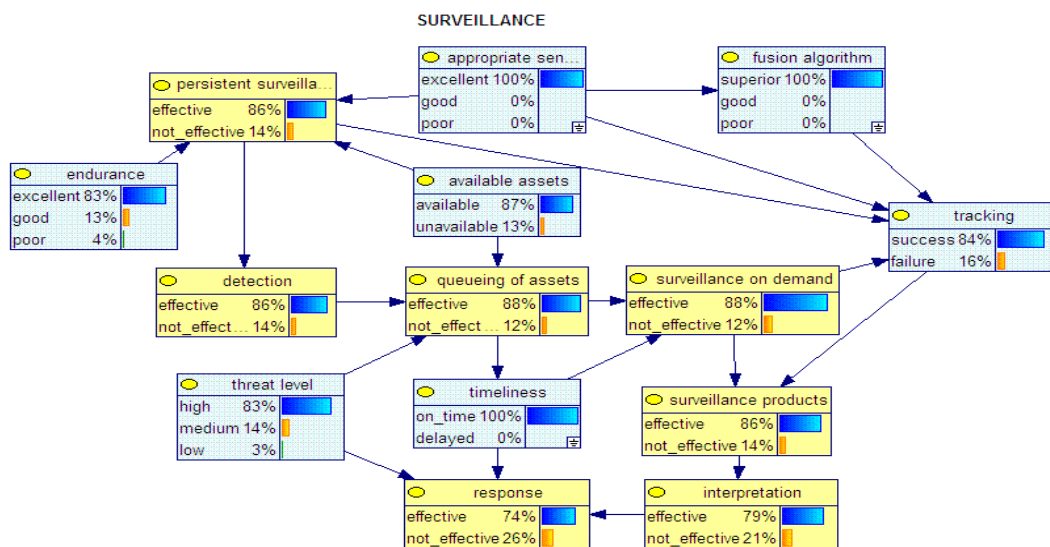 SURVEILLANCE
appropriate sen...
excellent 100%
good 0%
poor 0%
fusion algorithm
superior 100%
good 0%
poor 0%
persistent surveilla...
effective 86%
not_effective 14%
endurance
excellent 83%
good 13%
poor 4%
available assets
available 87%
unavailable 13%
tracking
success 84%
failure 16%
detection
effective 86%
not_effect ... 14%
queueing of assets
effective 88%
not_effect ... 12%
surveillance on demand
effective 88%
not_effective 12%
threat level
high 83%
medium 14%
low 3%
timeliness
on_time 100%
delayed 0%
surveillance products
effective 86%
not_effective 14%
response
effective 74%
not_effective 26%
interpretation
effective 79%
not_effective 21%